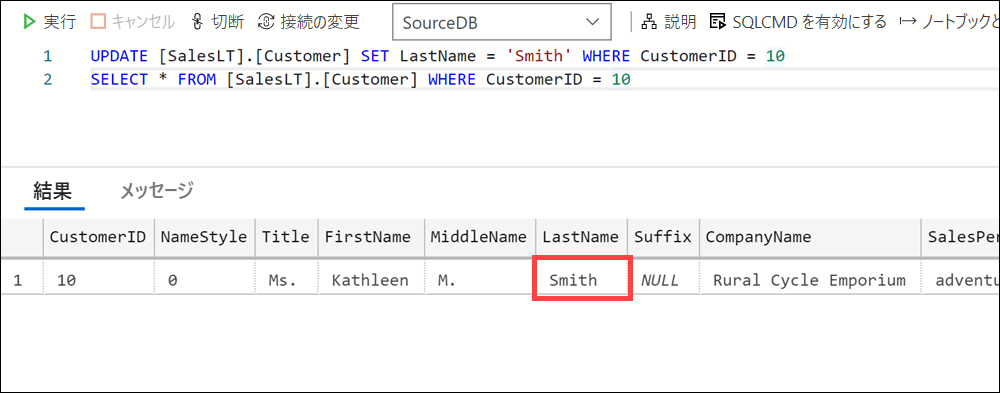 実行 キャンセル 切断 接続の変更 SourceDB 説明 SQLCMD を有効にする ノートブックと
1 UPDATE [SalesLT].[Customer] SET LastName = 'Smith' WHERE CustomerID = 10
2 SELECT * FROM [SalesLT].[Customer] WHERE CustomerID = 10
結果 メッセージ
CustomerID NameStyle Title FirstName MiddleName LastName Suffix CompanyName SalesPer
1 10 0 Ms. Kathleen M. Smith NULL Rural Cycle Emporium adventu